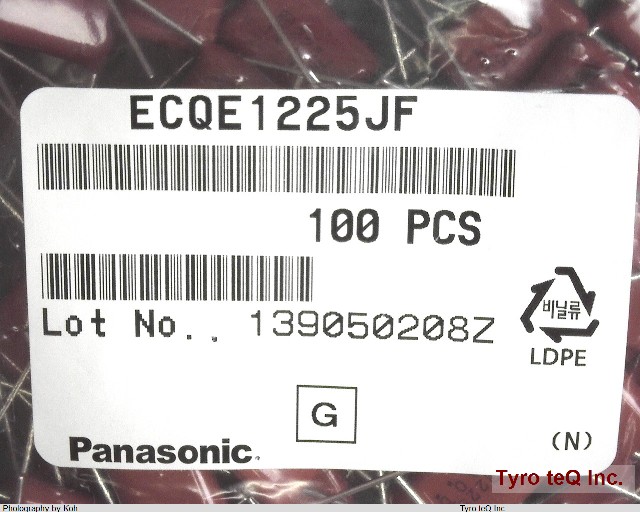 ECQE1225JF
100 PCS
Lot No., 139050208Z
비닐류
LDPE
G
Panasonic
(N)
Tyro teQ Inc.
Photography by Koh
Tyro teQ Inc